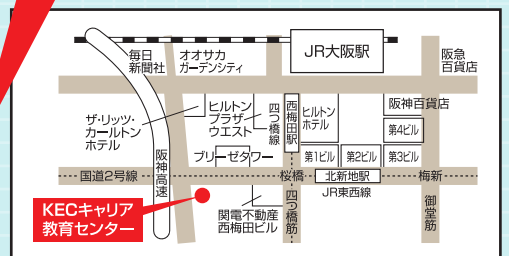 JR大阪駅
毎日
新聞社
オオサカ
ガーデンシティ
阪急
百貨店
ザ・リッツ・
カールトン
ホテル
ヒルトン
プラザ
ウエスト
四つ橋線
西梅田駅
ヒルトン
ホテル
阪神百貨店
第4ビル
阪神高速
ブリーゼタワー
第1ビル
第2ビル
第3ビル
国道2号線
桜橋
北新地駅
梅新
JR東西線
KECキャリア
教育センター
関電不動産
西梅田ビル
四つ橋筋
御堂筋